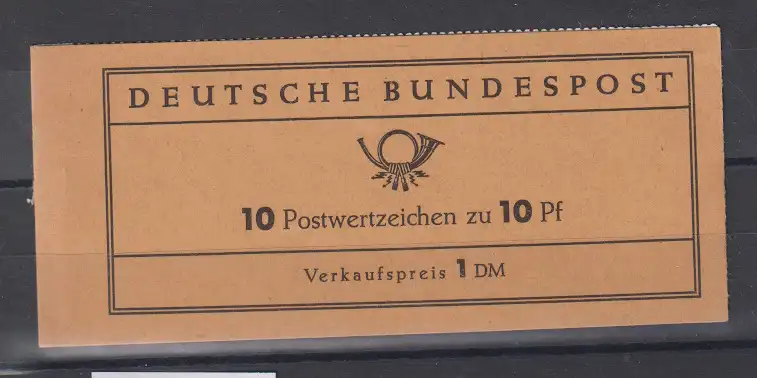 DEUTSCHE BUNDESPOST
10 Postwertzeichen zu 10 Pf
Verkaufspreis 1 DM